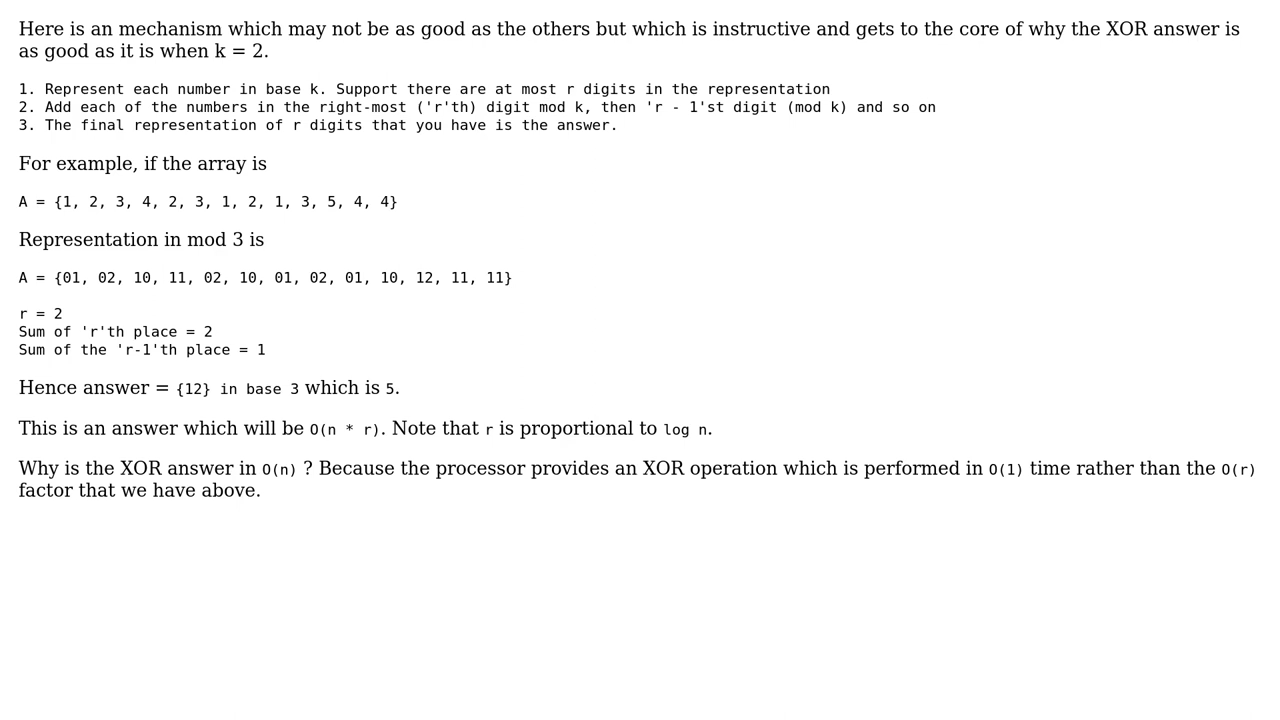 Here is an mechanism which may not be as good as the others but which is instructive and gets to the core of why the XOR answer is
as good as it is when k = 2.
1. Represent each number in base k. Support there are at most r digits in the representation
2. Add each of the numbers in the right-most ('r'th) digit mod k, then 'r - 1'st digit (mod k) and so on
3. The final representation of r digits that you have is the answer.
For example, if the array is
A = {1, 2, 3, 4, 2, 3, 1, 2, 1, 3, 5, 4, 4}
Representation in mod 3 is
A = {01, 02, 10, 11, 02, 10, 01, 02, 01, 10, 12, 11, 11}
r = 2
Sum of 'r'th place = 2
Sum of the 'r-1'th place = 1
Hence answer = {12} in base 3 which is 5.
This is an answer which will be O(n * r). Note that r is proportional to log n.
Why is the XOR answer in O(n) ? Because the processor provides an XOR operation which is performed in O(1) time rather than the O(r)
factor that we have above.